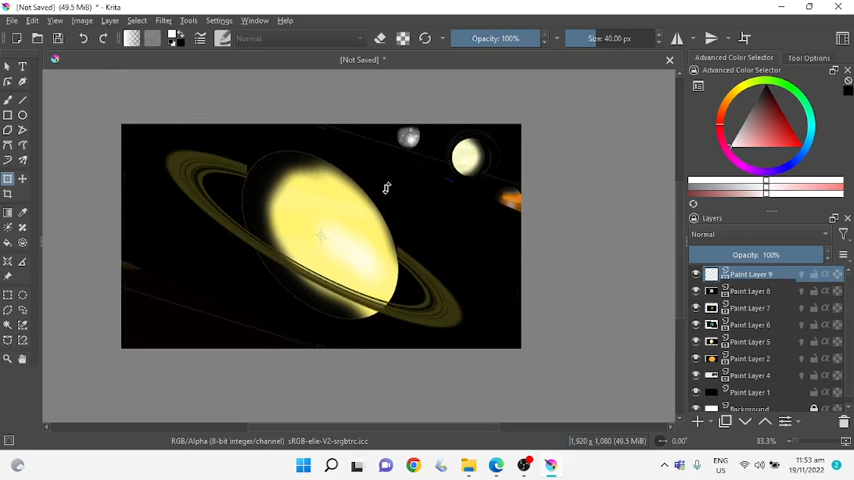 [Not Saved] (49.5 MiB) * - Krita
File Edit View Image Layer Select Filter Tools Settings Window Help
Normal Opacity: 100% Size: 40.00 px
[Not Saved] *
Advanced Color Selector Tool Options
Advanced Color Selector
Layers
Normal
Opacity: 100%
Paint Layer 9
Paint Layer 8
Paint Layer 7
Paint Layer 6
Paint Layer 5
Paint Layer 2
Paint Layer 4
Paint Layer 1
Background
RGB/Alpha (8-bit integer/channel) sRGB-elle-V2-srgbtrc.icc 1,920 x 1,080 (49.5 MiB) 0.00° 33.3%
ENG
US
11:53 am
19/11/2022
2